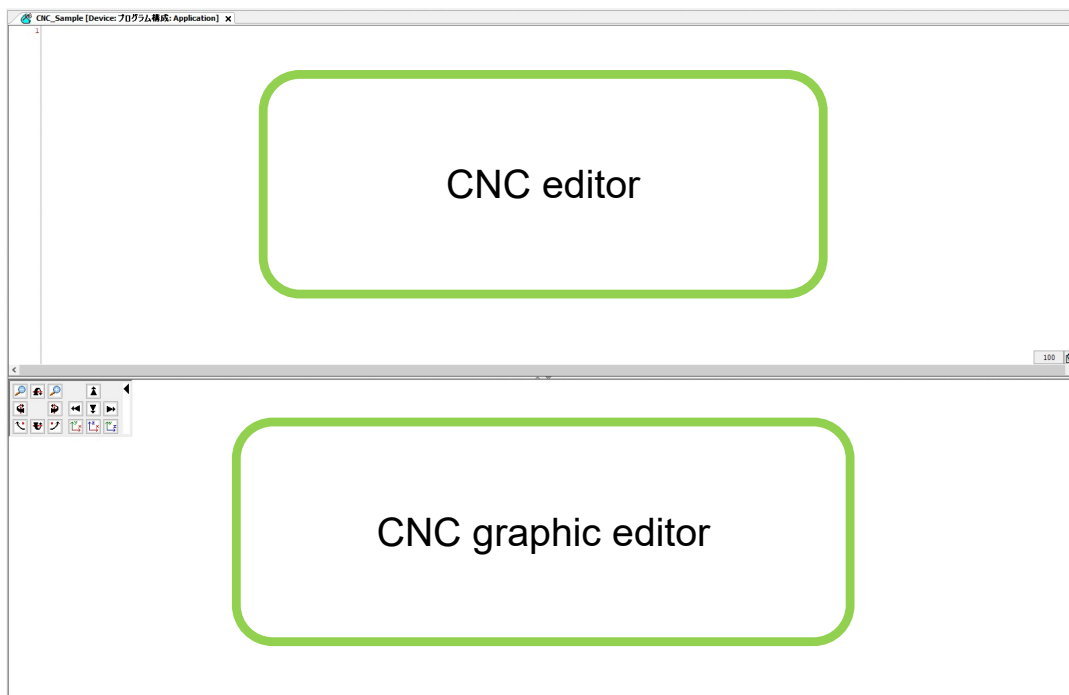 CNC_Sample [Device: プログラム構成: Application]
1
CNC editor
100
CNC graphic editor